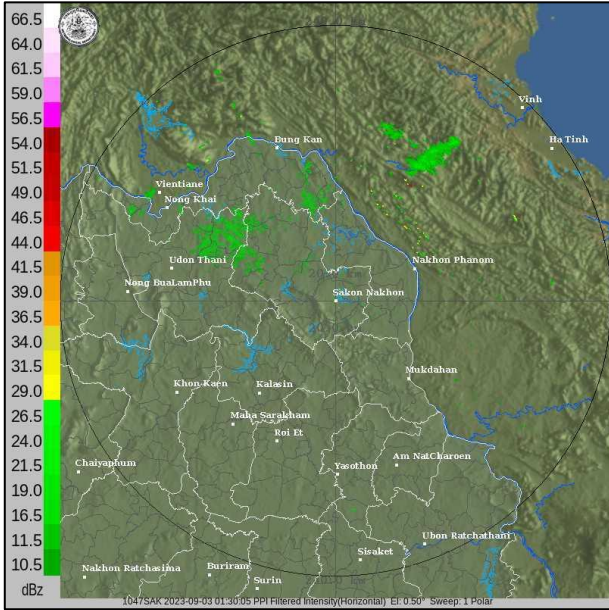 66.5
64.0
61.5
59.0
56.5
54.0
51.5
49.0
46.5
44.0
41.5
39.0
36.5
34.0
31.5
29.0
26.5
24.0
21.5
19.0
16.5
14.0
11.5
10.5
dBz
Vinh
Ha Tinh
Bung Kan
Vientiane
Nong Khai
Udon Thani
Nakhon Phanom
Nong BuaLamPhu
Sakon Nakhon
Mukdahan
Khon Kaen
Kalasin
Maha Sarakham
Roi Et
Chaiyaphum
Yasothon
Am NatCharoen
Ubon Ratchathani
Sisaket
Nakhon Ratchasima
Buriram
Surin
1047SAK 2023-09-03 01:30:05 PPI Filtered Intensity(Horizontal) El: 0.50° Sweep: 1 Polar